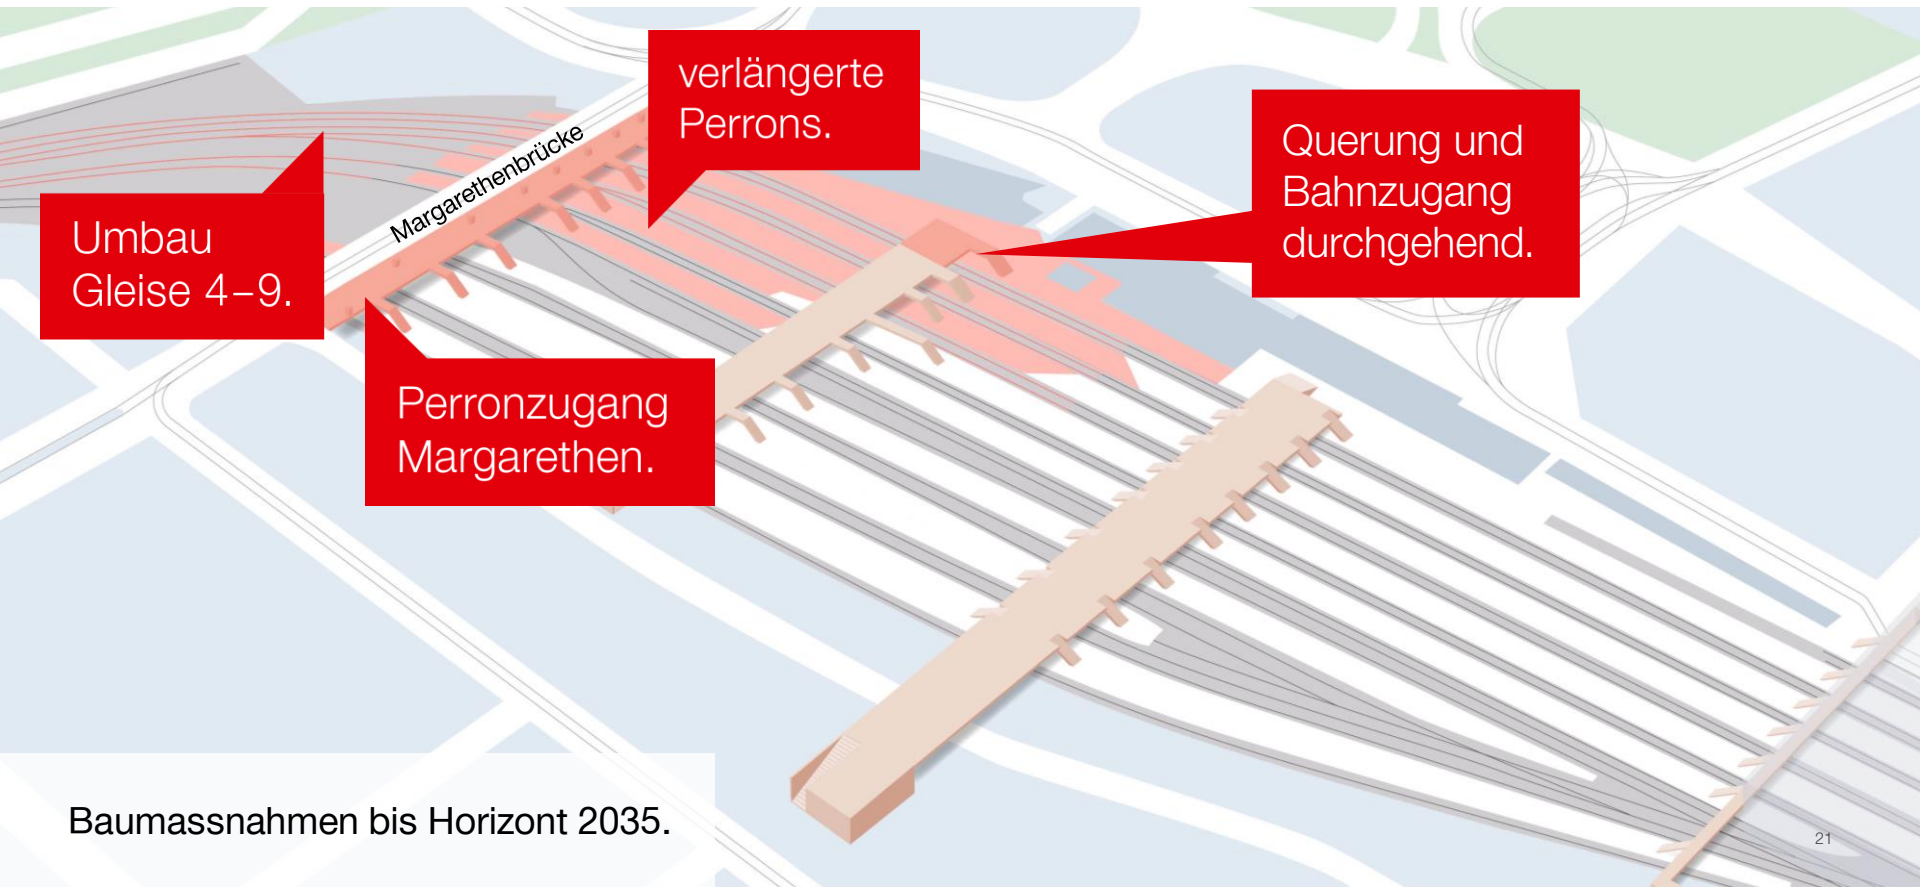 verlängerte
Perrons.
Querung und
Bahnzugang
durchgehend.
Margarethenbrücke
Umbau
Gleise 4–9.
Perronzugang
Margarethen.
Baumassnahmen bis Horizont 2035.
21